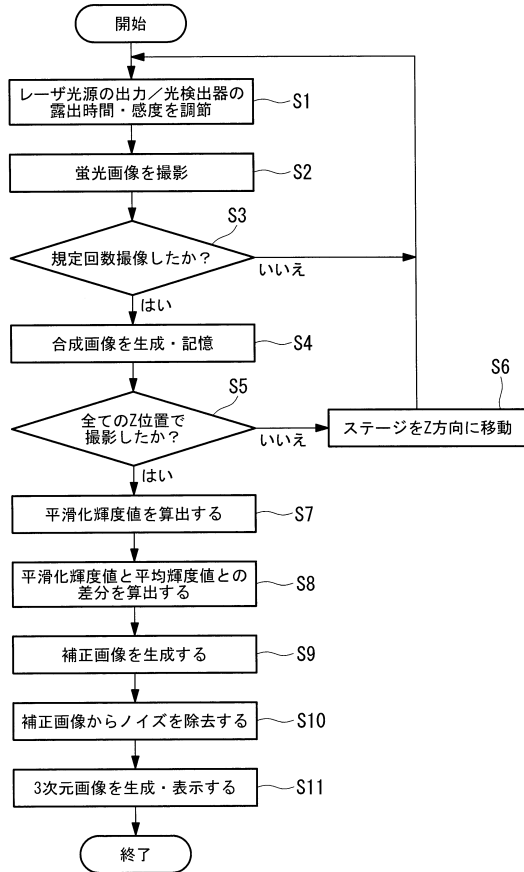 開始
レーザ光源の出力／光検出器の
露出時間・感度を調節
S1
蛍光画像を撮影
S2
S3
規定回数撮像したか？
いいえ
はい
合成画像を生成・記憶
S4
S5
全てのZ位置で
撮影したか？
いいえ
S6
ステージをZ方向に移動
はい
平滑化輝度値を算出する
S7
平滑化輝度値と平均輝度値との
差分を算出する
S8
補正画像を生成する
S9
補正画像からノイズを除去する
S10
3次元画像を生成・表示する
S11
終了